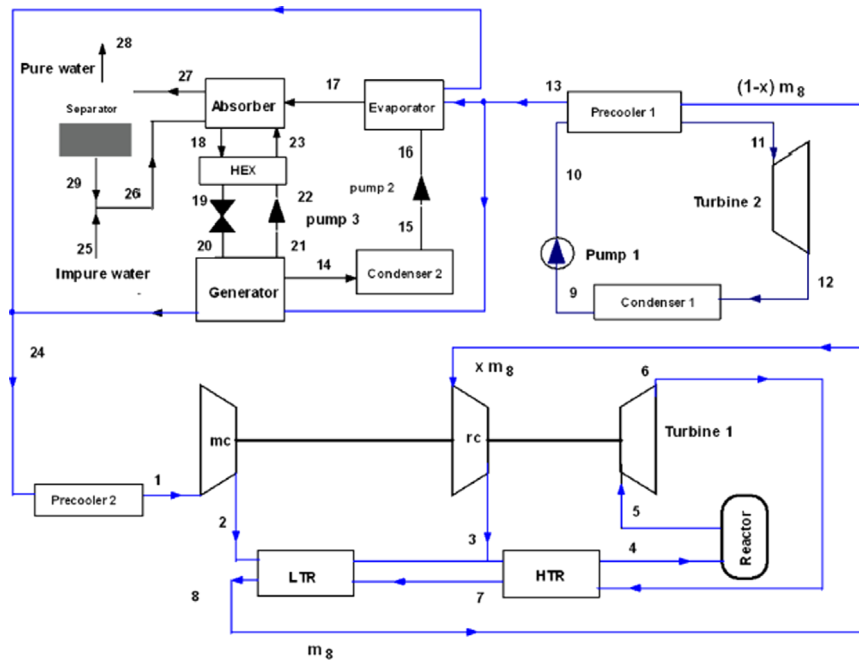 28
Pure water
27
17
13
(1-x) m8
Separator
Absorber
Evaporator
Precooler 1
11
18
23
16
10
29
26
HEX
pump 2
Turbine 2
19
22
pump 3
15
25
20
21
Pump 1
Impure water
14
Generator
Condenser 2
9
Condenser 1
12
24
x m8
6
mc
rc
Turbine 1
Precooler 2
1
2
3
4
5
Reactor
LTR
HTR
8
7
m8